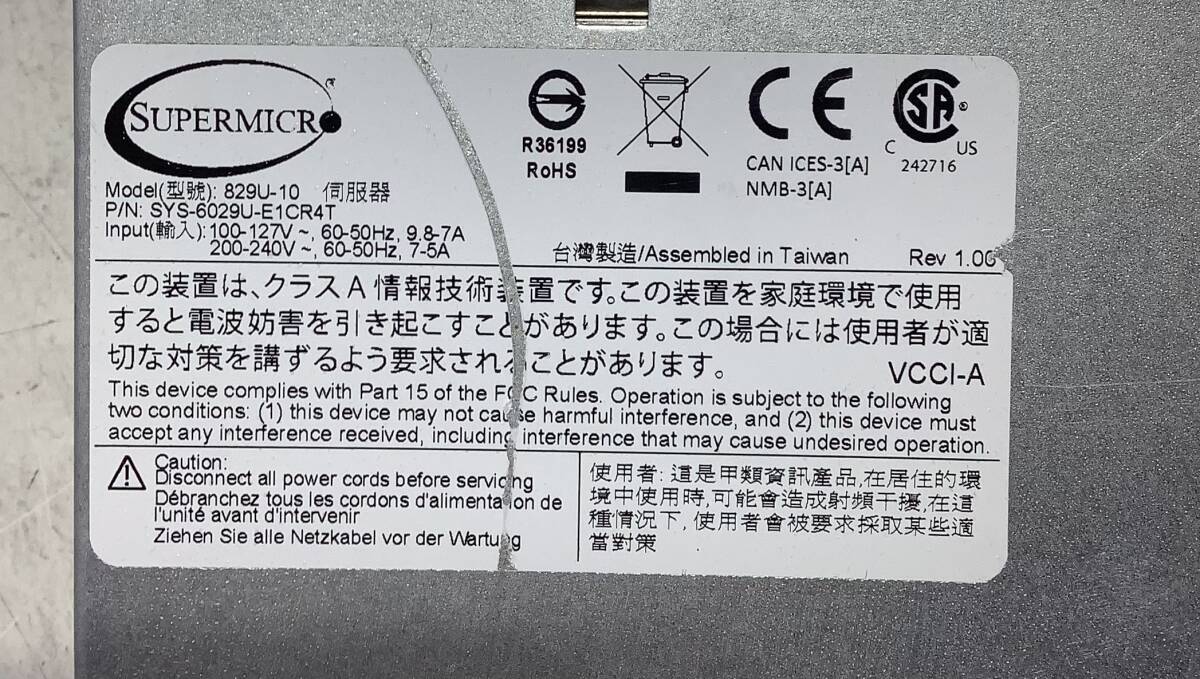 SUPERMICRO
Model(型號): 829U-10 伺服器
P/N: SYS-6029U-E1CR4T
Input(輸入): 100-127V ~, 60-50Hz, 9.8-7A
200-240V ~, 60-50Hz, 7-5A
R36199
RoHS
CE
CAN ICES-3[A]
NMB-3[A]
SA ®
C US
242716
台灣製造/Assembled in Taiwan
Rev 1.00
この装置は、クラスA情報技術装置です。この装置を家庭環境で使用
すると電波妨害を引き起こすことがあります。この場合には使用者が適
切な対策を講ずるよう要求されることがあります。
VCCI-A
This device complies with Part 15 of the FCC Rules. Operation is subject to the following
two conditions: (1) this device may not cause harmful interference, and (2) this device must
accept any interference received, including interference that may cause undesired operation.
Caution:
Disconnect all power cords before servicing
Débranchez tous les cordons d'alimentation de
l'unité avant d'intervenir
Ziehen Sie alle Netzkabel vor der Wartung
使用者: 這是甲類資訊產品,在居住的環
境中使用時,可能會造成射頻干擾,在這
種情況下, 使用者會被要求採取某些適
當對策